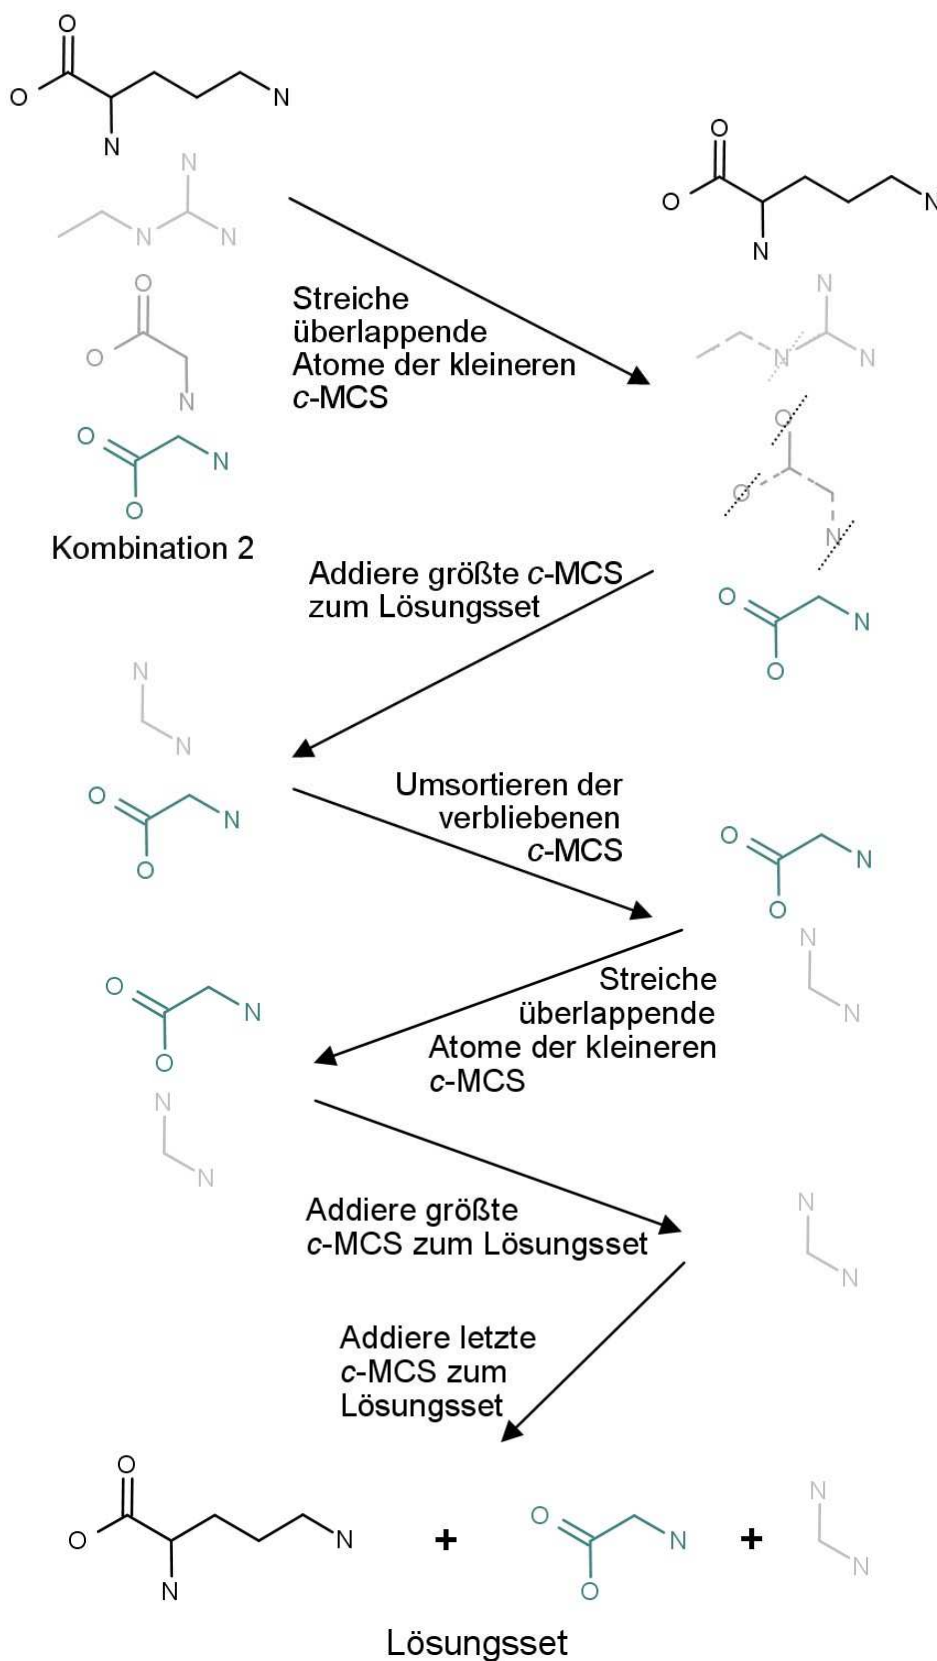 O
O
N
N
N
N
N
O
O
N
O
N
O
Kombination 2
Streiche
überlappende
Atome der kleineren
c-MCS
O
O
N
N
N
N
N
O
O
N
O
N
O
Addiere größte c-MCS
zum Lösungsset
N
N
O
N
O
Umsortieren der
verbliebenen
c-MCS
O
N
O
N
N
Streiche
überlappende
Atome der kleineren
c-MCS
O
N
O
N
N
Addiere größte
c-MCS zum Lösungsset
N
N
Addiere letzte
c-MCS zum
Lösungsset
O
O
N
N
+
O
N
O
+
N
N
Lösungsset